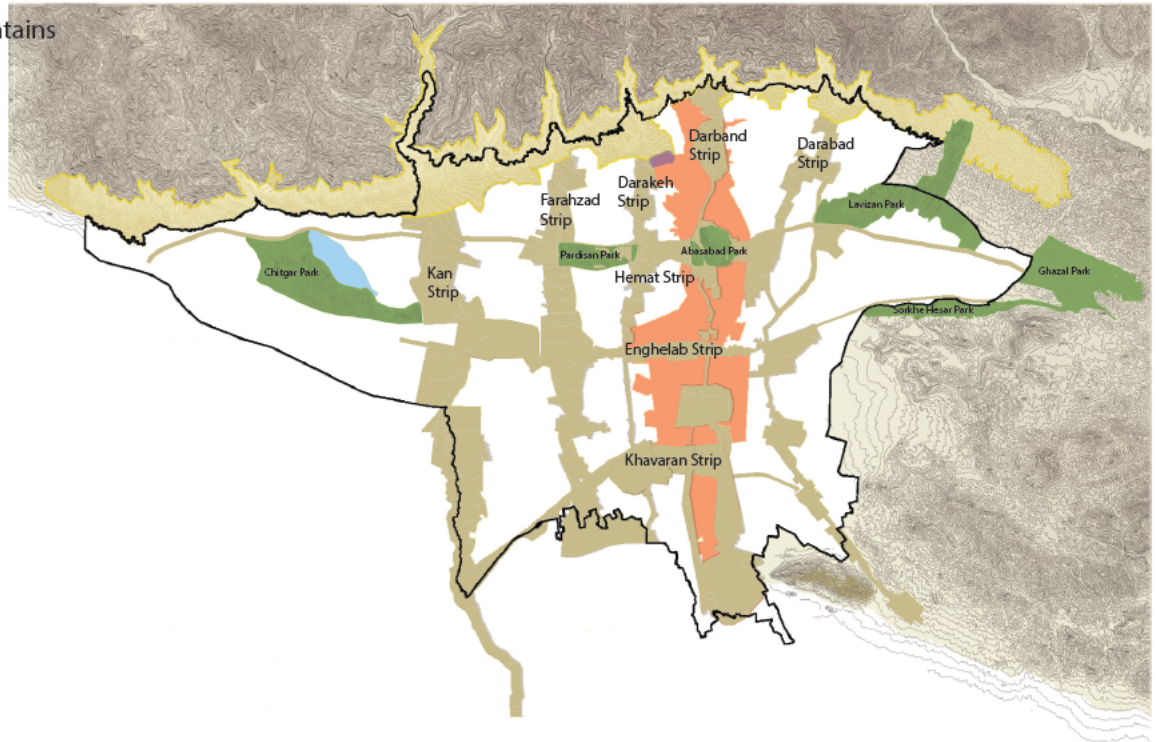 tains
Darband
Strip
Darabad
Strip
Darakeh
Strip
Farahzad
Strip
Lavizan Park
Pardisan Park
Abasabad Park
Chitgar Park
Kan
Strip
Hemat Strip
Ghazal Park
Sorkhe Hesar Park
Enghelab Strip
Khavaran Strip